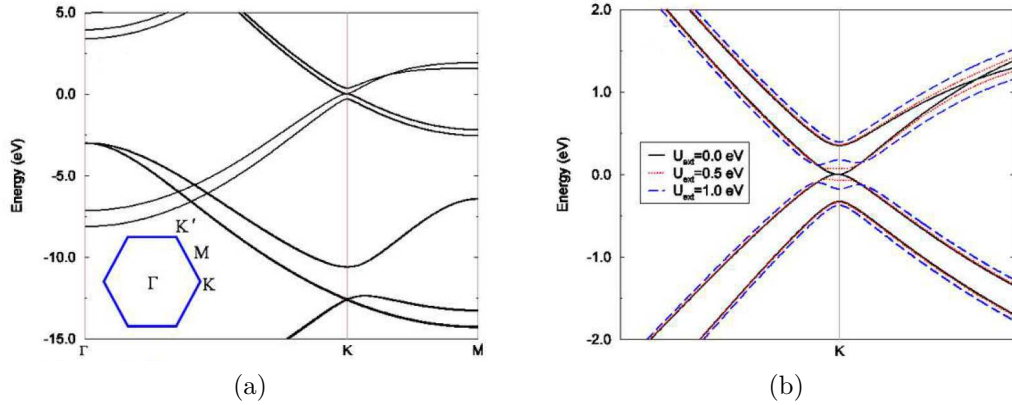 5.0
0.0
-5.0
-10.0
-15.0
Energy (eV)
K′
M
Γ
K
Γ
K
M
(a)
2.0
1.0
0.0
-1.0
-2.0
Energy (eV)
U_ext=0.0 eV
U_ext=0.5 eV
U_ext=1.0 eV
K
(b)